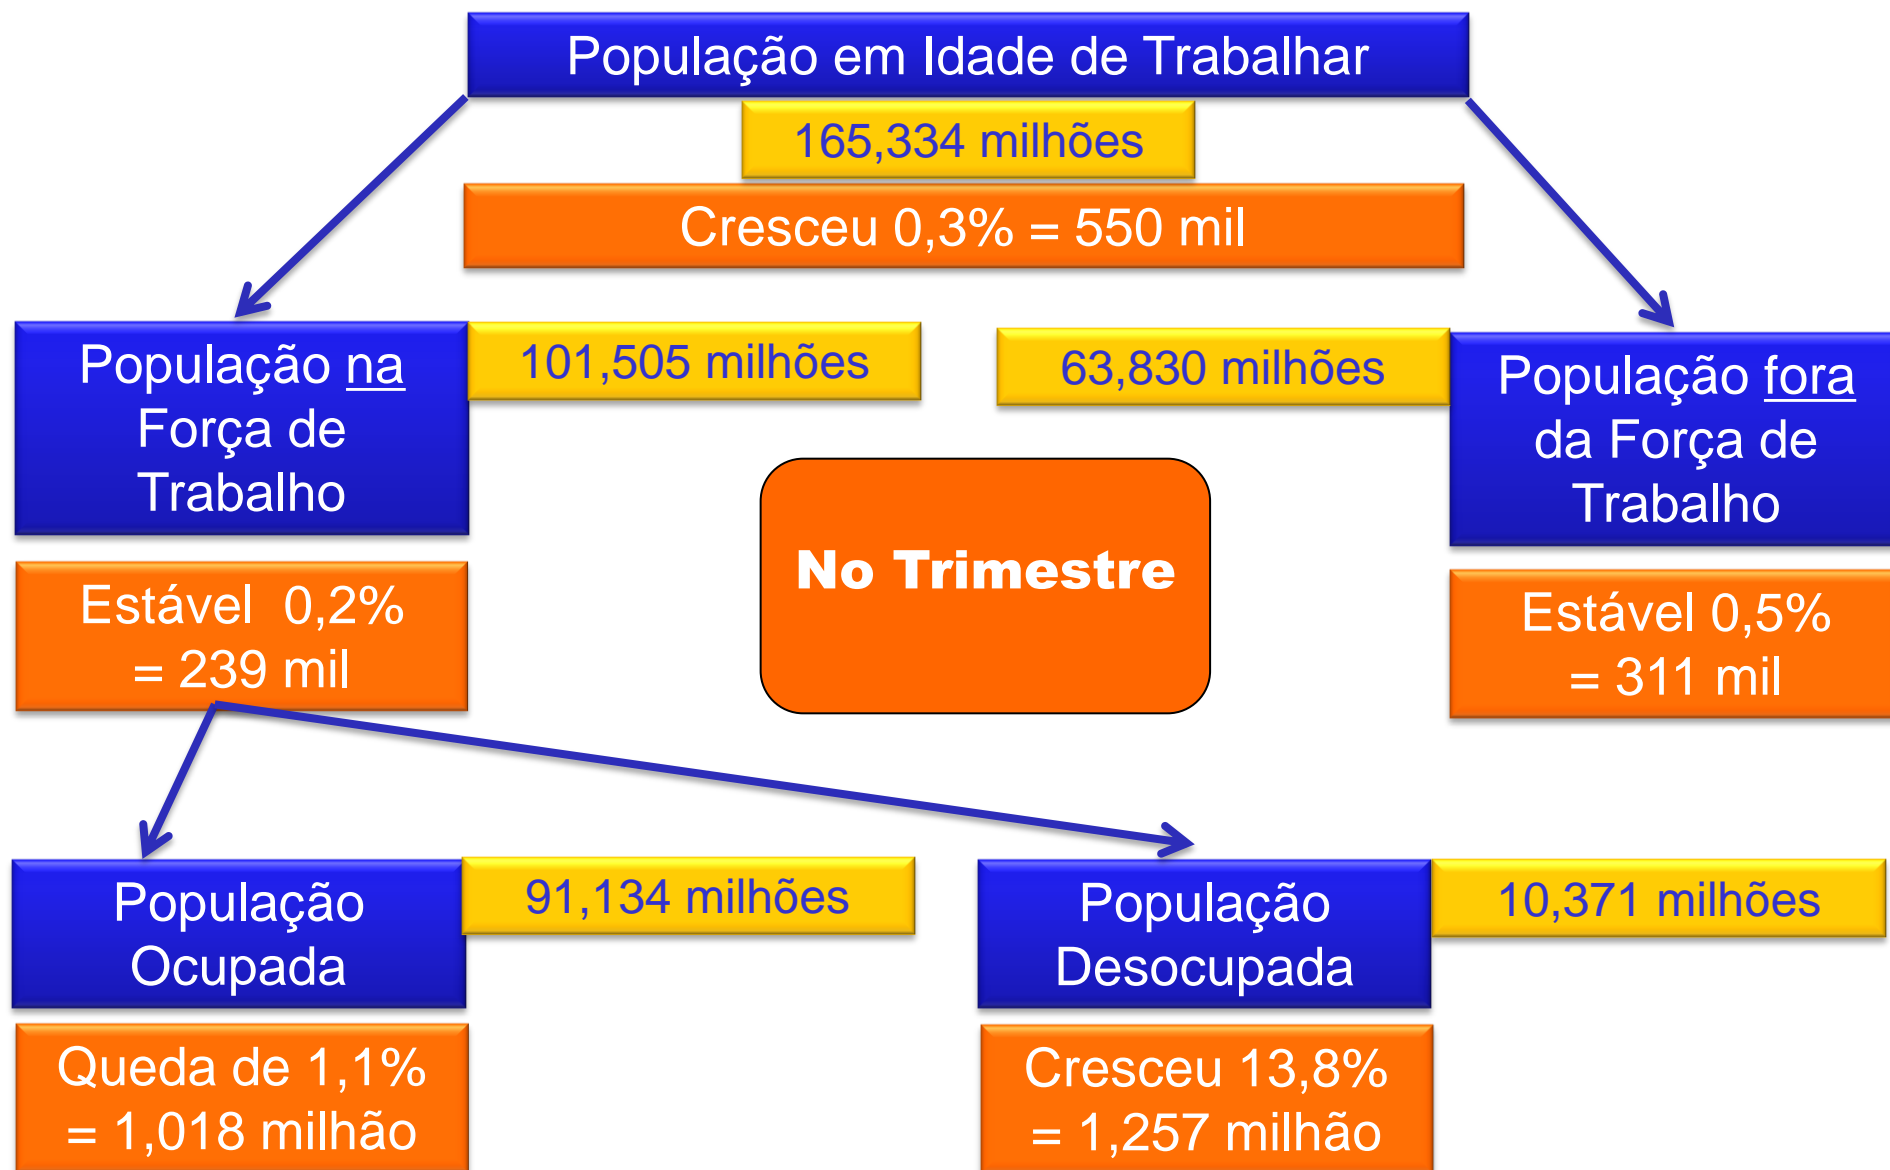 População em Idade de Trabalhar
165,334 milhões
Cresceu 0,3% = 550 mil
População na
Força de
Trabalho
101,505 milhões
63,830 milhões
População fora
da Força de
Trabalho
No Trimestre
Estável  0,2%
= 239 mil
Estável 0,5%
= 311 mil
População
Ocupada
91,134 milhões
População
Desocupada
10,371 milhões
Queda de 1,1%
= 1,018 milhão
Cresceu 13,8%
= 1,257 milhão